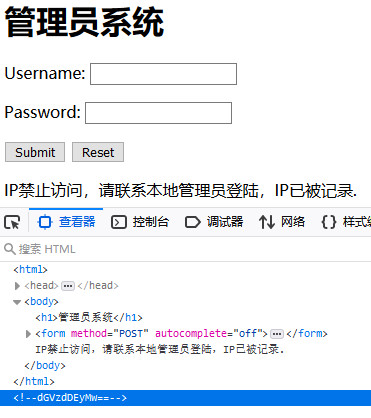 管理员系统
Username:
Password:
Submit Reset
IP禁止访问，请联系本地管理员登陆，IP已被记录.
查看器 控制台 调试器 网络 {} 样式编
搜索 HTML
<html>
<head>…</head>
<body>
<h1>管理员系统</h1>
<form method="POST" autocomplete="off">…</form>
IP禁止访问，请联系本地管理员登陆，IP已被记录.
</body>
</html>
<!--dGVzdDEyMw==-->